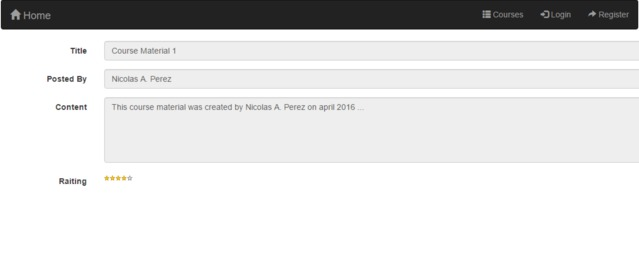 Home Courses Login Register
Title Course Material 1
Posted By Nicolas A. Perez
Content This course material was created by Nicolas A. Perez on april 2016 ...
Raiting